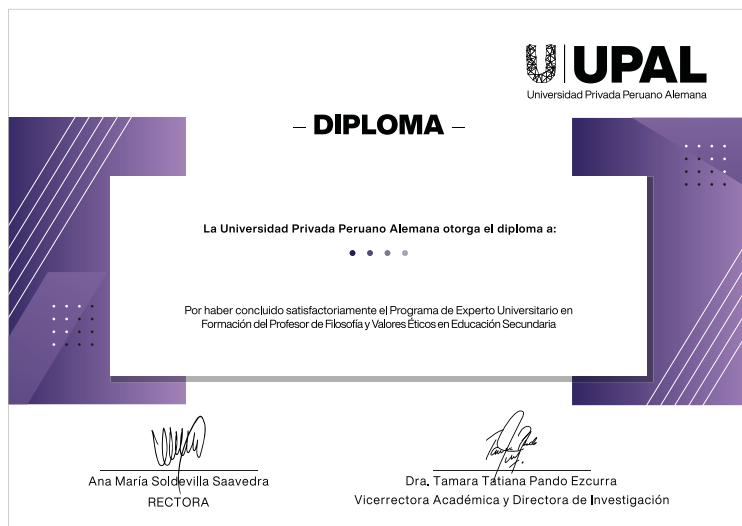 UPAL
Universidad Privada Peruano Alemana
– DIPLOMA –
La Universidad Privada Peruano Alemana otorga el diploma a:
Por haber concluido satisfactoriamente el Programa de Experto Universitario en
Formación del Profesor de Filosofía y Valores Éticos en Educación Secundaria
Ana María Soldevilla Saavedra
RECTORA
Dra. Tamara Tatiana Pando Ezcurra
Vicerrectora Académica y Directora de Investigación